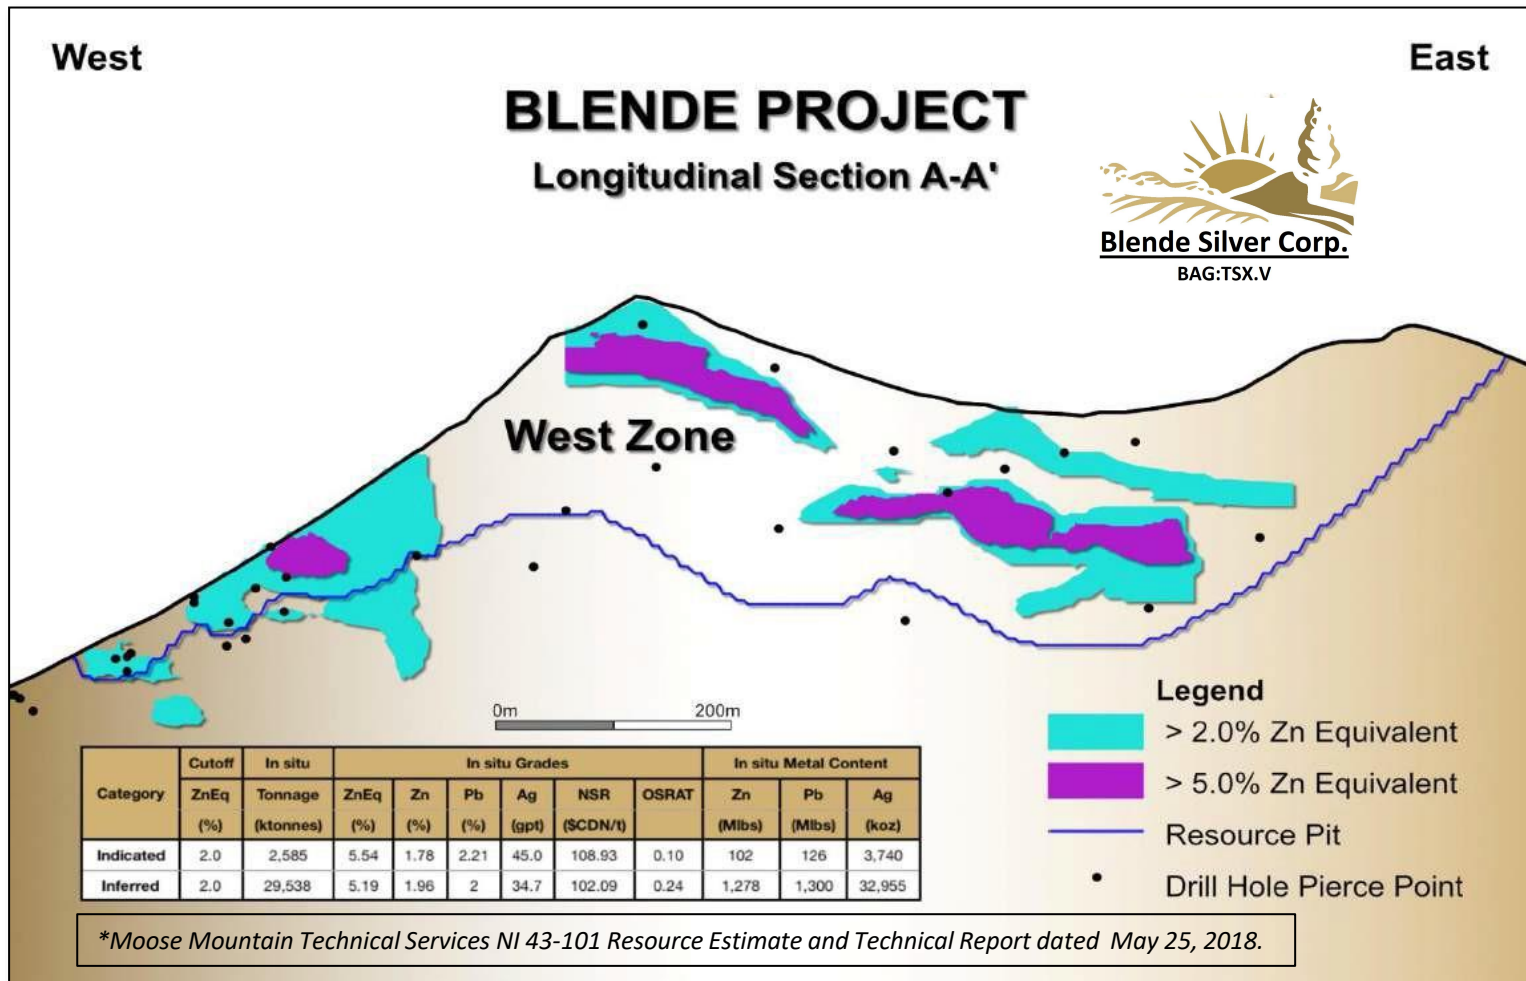 West
East
BLENDE PROJECT
Longitudinal Section A-A'
Blende Silver Corp.
BAG:TSX.V
West Zone
0m 200m
Legend
> 2.0% Zn Equivalent
> 5.0% Zn Equivalent
Resource Pit
Drill Hole Pierce Point
Category Cutoff In situ In situ Grades In situ Metal Content
ZnEq Tonnage ZnEq Zn Pb Ag NSR OSRAT Zn Pb Ag
(%) (ktonnes) (%) (%) (%) (gpt) ($CDN/t) (Mlbs) (Mlbs) (koz)
Indicated 2.0 2,585 5.54 1.78 2.21 45.0 108.93 0.10 102 126 3,740
Inferred 2.0 29,538 5.19 1.96 2 34.7 102.09 0.24 1,278 1,300 32,955
*Moose Mountain Technical Services NI 43-101 Resource Estimate and Technical Report dated May 25, 2018.